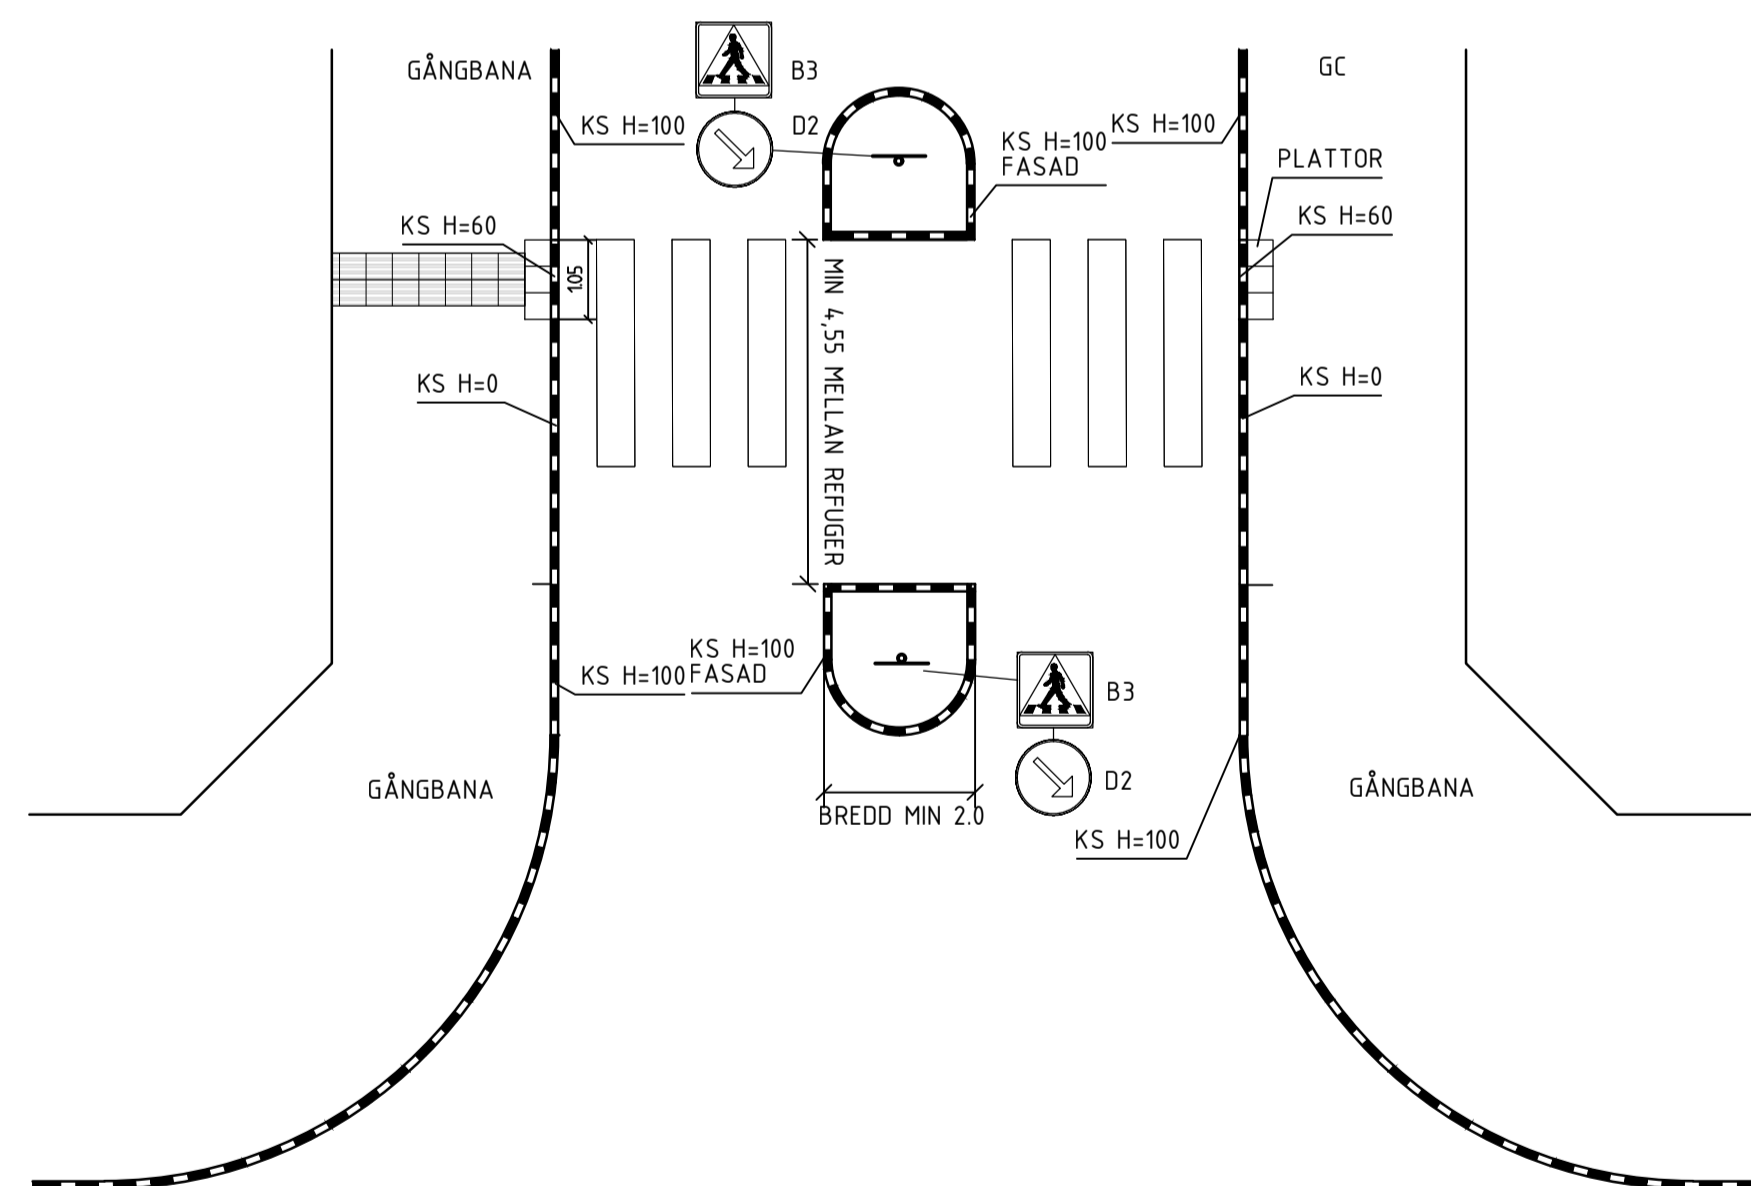 GÅNGBANA
B3
GC
KS H=100
D2
KS H=100
FASAD
KS H=100
PLATTOR
KS H=60
KS H=60
1.05
MIN 4,55 MELLAN REFUGER
KS H=0
KS H=0
KS H=100
FASAD
KS H=100
B3
D2
GÅNGBANA
GÅNGBANA
BREDD MIN 2.0
KS H=100